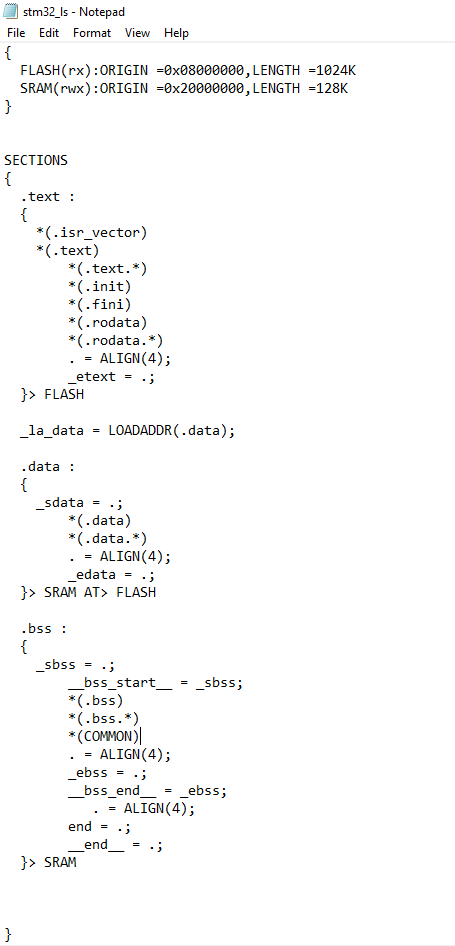 stm32_ls - Notepad
File Edit Format View Help
{
FLASH(rx):ORIGIN =0x08000000,LENGTH =1024K
SRAM(rwx):ORIGIN =0x20000000,LENGTH =128K
}
SECTIONS
{
.text :
{
*(.isr_vector)
*(.text)
*(.text.*)
*(.init)
*(.fini)
*(.rodata)
*(.rodata.*)
. = ALIGN(4);
_etext = .;
}> FLASH
_la_data = LOADADDR(.data);
.data :
{
_sdata = .;
*(.data)
*(.data.*)
. = ALIGN(4);
_edata = .;
}> SRAM AT> FLASH
.bss :
{
_sbss = .;
__bss_start__ = _sbss;
*(.bss)
*(.bss.*)
*(COMMON)
. = ALIGN(4);
_ebss = .;
__bss_end__ = _ebss;
. = ALIGN(4);
end = .;
__end__ = .;
}> SRAM
}